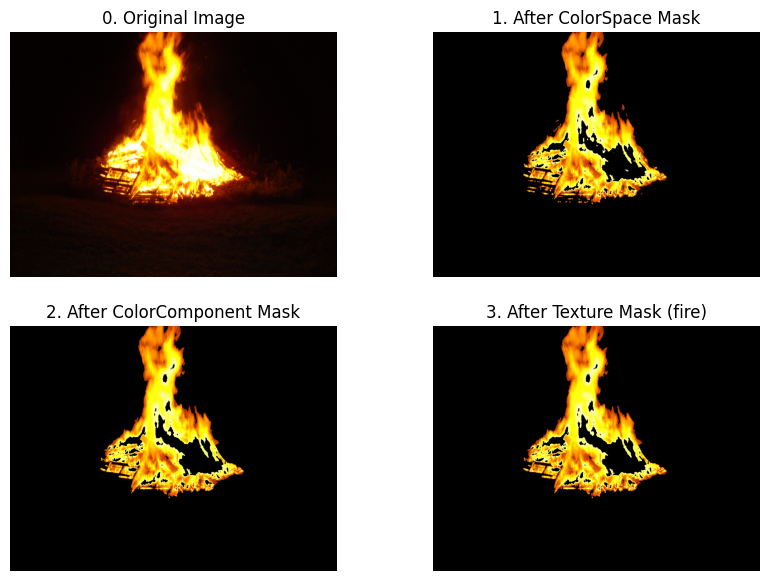 0. Original Image
1. After ColorSpace Mask
2. After ColorComponent Mask
3. After Texture Mask (fire)